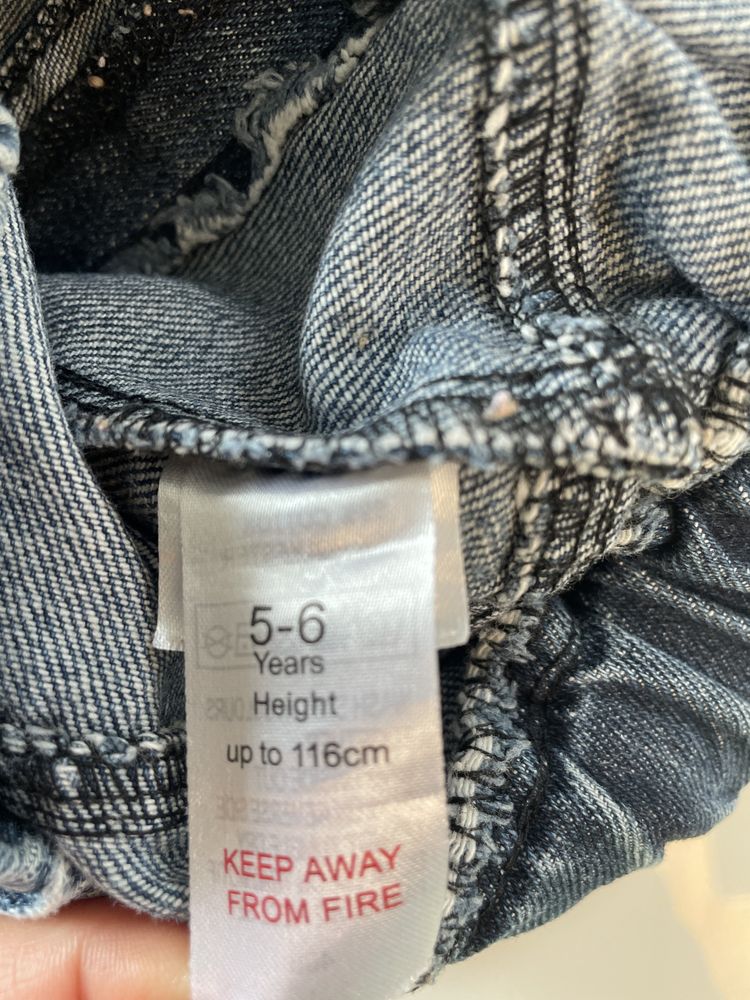 5-6
Years
Height
up to 116cm
KEEP AWAY
FROM FIRE